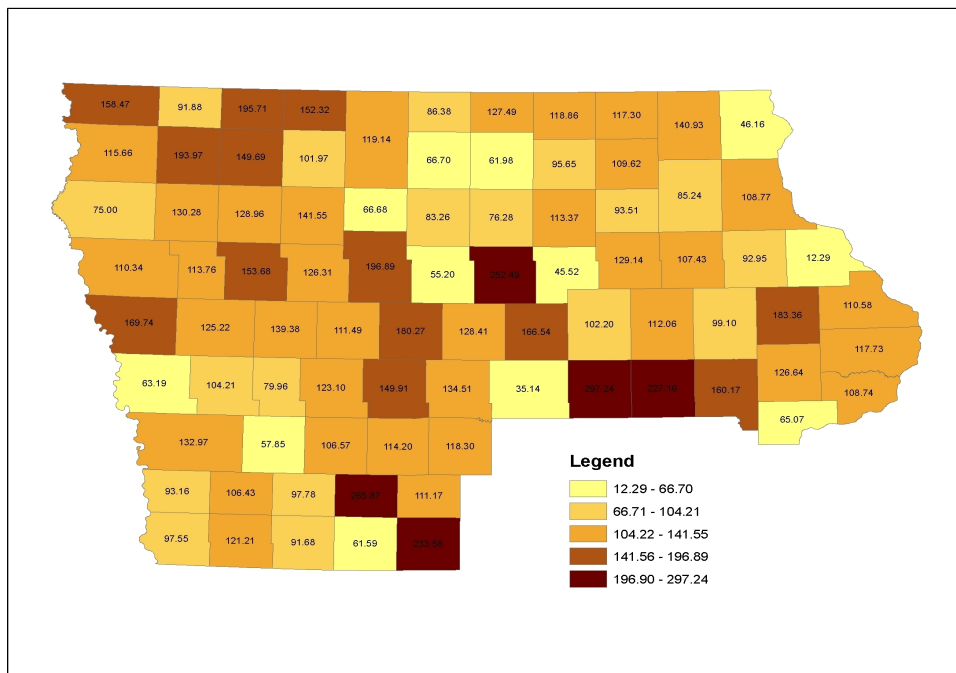 158.47 91.88 195.71 152.32 119.14 86.38 127.49 118.86 117.30 140.93 46.16
115.66 193.97 149.69 101.97 66.70 61.98 95.65 109.62
75.00 130.28 128.96 141.55 66.68 83.26 76.28 113.37 93.51 85.24 108.77
110.34 113.76 153.68 126.31 196.89 55.20 252.49 45.52 129.14 107.43 92.95 12.29
169.74 125.22 139.38 111.49 180.27 128.41 166.54 102.20 112.06 99.10 183.36 110.58
117.73
63.19 104.21 79.96 123.10 149.91 134.51 35.14 297.24 160.17 126.64 108.74
65.07
132.97 57.85 106.57 114.20 118.30
93.16 106.43 97.78 111.17
97.55 121.21 91.68 61.59
Legend
12.29 - 66.70
66.71 - 104.21
104.22 - 141.55
141.56 - 196.89
196.90 - 297.24